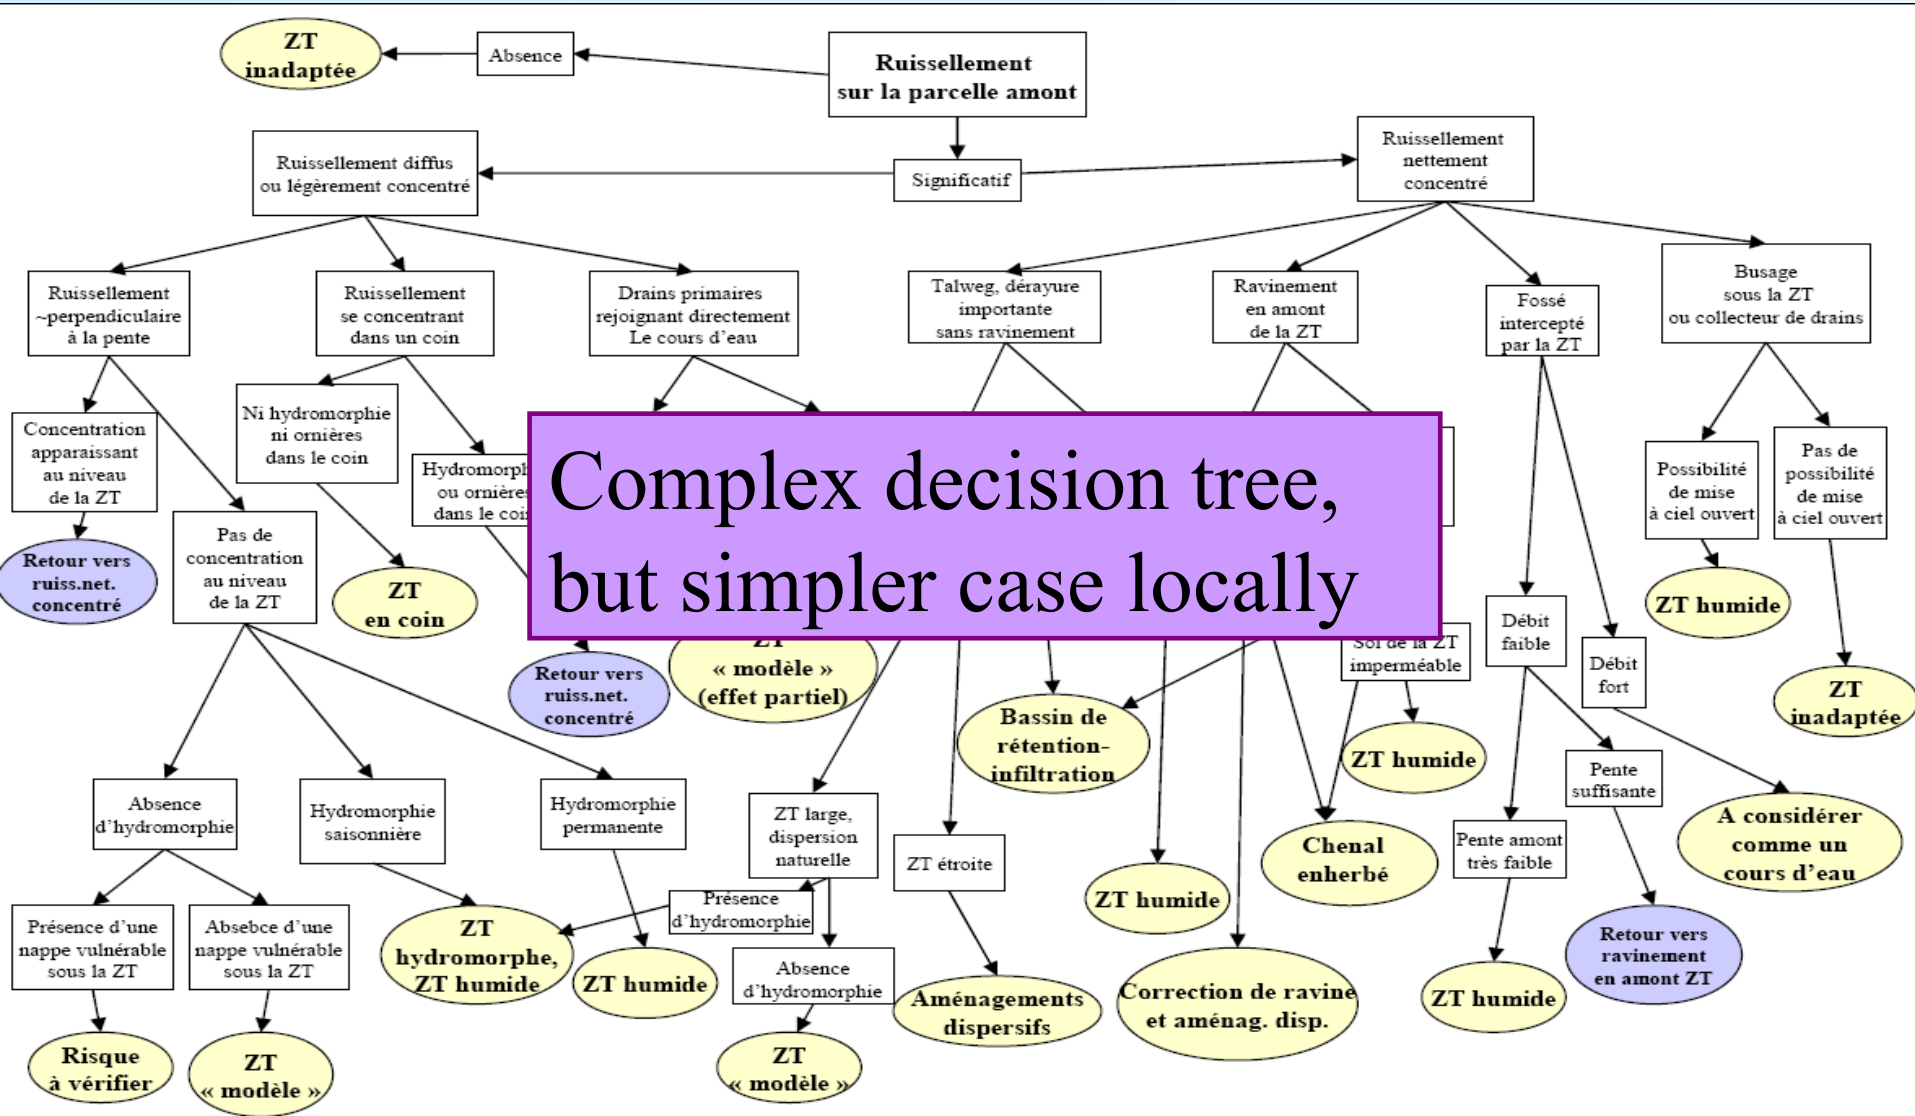 ZT
inadaptée
Absence
Ruissellement
sur la parcelle amont
Ruissellement diffus
ou légèrement concentré
Significatif
Ruissellement
nettement
concentré
Ruissellement
~perpendiculaire
à la pente
Ruissellement
se concentrant
dans un coin
Drains primaires
rejoignant directement
Le cours d'eau
Talweg, dérayure
importante
sans ravinement
Ravinement
en amont
de la ZT
Fossé
intercepté
par la ZT
Busage
sous la ZT
ou collecteur de drains
Concentration
apparaissant
au niveau
de la ZT
Ni hydromorphie
ni ornières
dans le coin
ou ornières
dans le
Complex decision tree,
but simpler case locally
Possibilité
de mise
à ciel ouvert
Pas de
possibilité
de mise
à ciel ouvert
Retour vers
ruiss.net.
concentré
Pas de
concentration
au niveau
de la ZT
ZT
en coin
ZT humide
Débit
faible
Débit
fort
ZT
inadaptée
Retour vers
ruiss.net.
concentré
ZT
« modèle »
(effet partiel)
Bassin de
rétention-
infiltration
Sol de la ZT
imperméable
ZT humide
Pente
suffisante
Absence
d'hydromorphie
Hydromorphie
saisonnière
Hydromorphie
permanente
ZT large,
dispersion
naturelle
ZT étroite
Chenal
enherbé
Pente amont
très faible
A considérer
comme un
cours d'eau
Présence d'une
nappe vulnérable
sous la ZT
Absebce d'une
nappe vulnérable
sous la ZT
ZT
hydromorphe,
ZT humide
ZT humide
Présence
d'hydromorphie
Absence
d'hydromorphie
ZT humide
Aménagements
dispersifs
Correction de ravine
et aménag. disp.
ZT humide
Retour vers
ravinement
en amont ZT
Risque
à vérifier
ZT
« modèle »
ZT
« modèle »